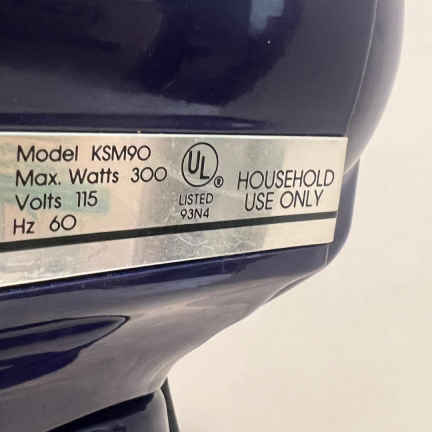 Model KSM90
Max. Watts 300
Volts 115
Hz 60
UL®
LISTED
93N4
HOUSEHOLD
USE ONLY